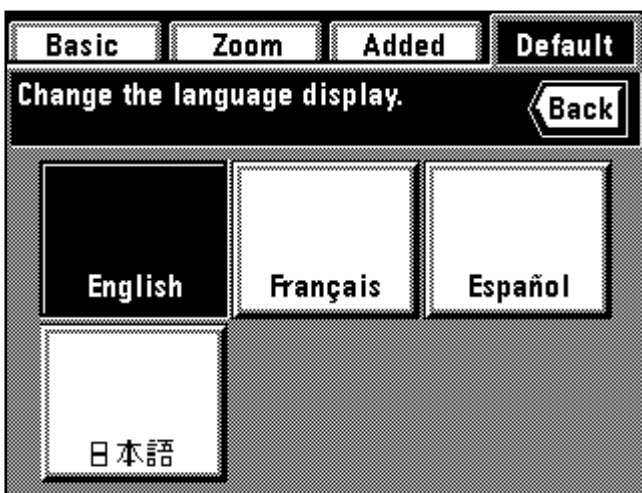 Basic Zoom Added Default
Change the language display.
Back
English Français Español
日本語